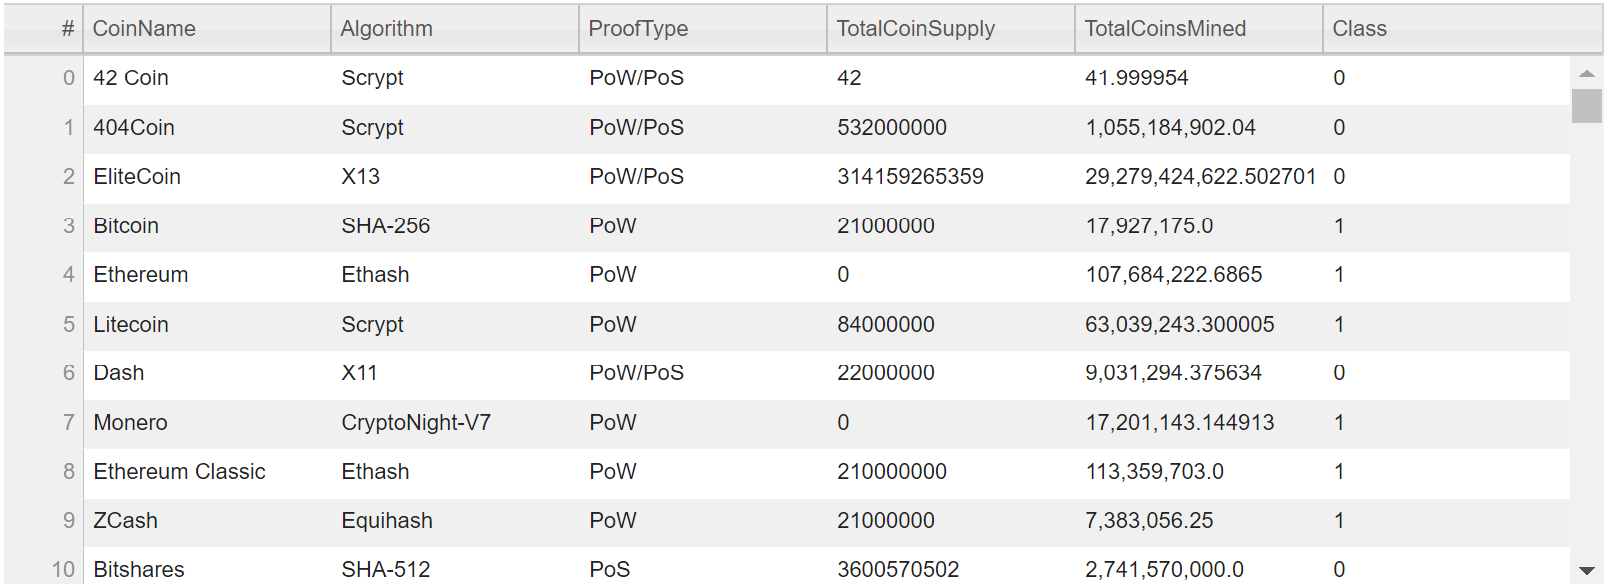 # CoinName Algorithm ProofType TotalCoinSupply TotalCoinsMined Class
0 42 Coin Scrypt PoW/PoS 42 41.999954 0
1 404Coin Scrypt PoW/PoS 532000000 1,055,184,902.04 0
2 EliteCoin X13 PoW/PoS 314159265359 29,279,424,622.502701 0
3 Bitcoin SHA-256 PoW 21000000 17,927,175.0 1
4 Ethereum Ethash PoW 0 107,684,222.6865 1
5 Litecoin Scrypt PoW 84000000 63,039,243.300005 1
6 Dash X11 PoW/PoS 22000000 9,031,294.375634 0
7 Monero CryptoNight-V7 PoW 0 17,201,143.144913 1
8 Ethereum Classic Ethash PoW 210000000 113,359,703.0 1
9 ZCash Equihash PoW 21000000 7,383,056.25 1
10 Bitshares SHA-512 PoS 3600570502 2,741,570,000.0 0